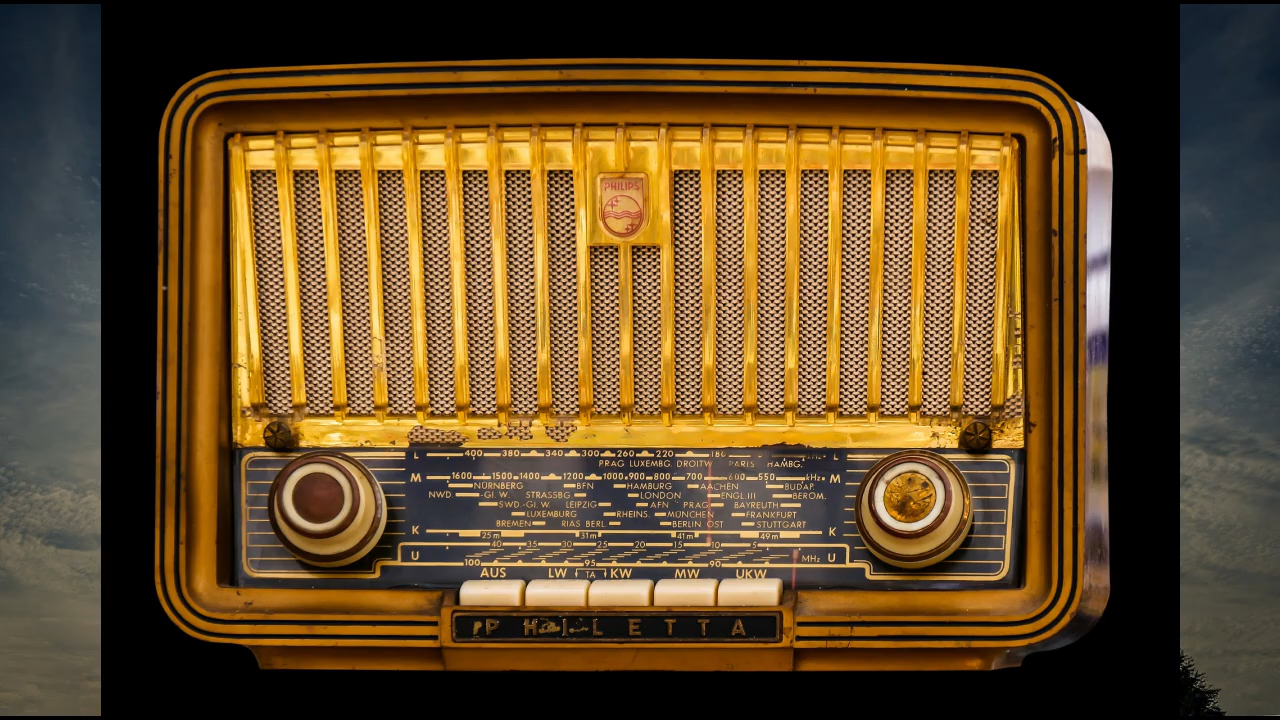 PHILIPS
L 400 380 340 300 260 220 180 kHz L
PRAG LUXEMBG. DROITW. PARIS HAMBG.
M 1600 1500 1400 1200 1000 900 800 700 600 550 kHz M
NÜRNBERG BFN HAMBURG AACHEN BUDAP.
NWD. -GI. W. STRASSBG LONDON ENGL.III BEROM.
SWD.-GI. W. LEIPZIG AFN PRAG BAYREUTH
LUXEMBURG RHEINS. MÜNCHEN FRANKFURT
BREMEN RIAS BERL. BERLIN OST STUTTGART
K 25m 31m 41m 49m K
40 35 30 25 20 15 10 5
U 100 95 90 MHz U
AUS LW TA KW MW UKW
PHILETTA